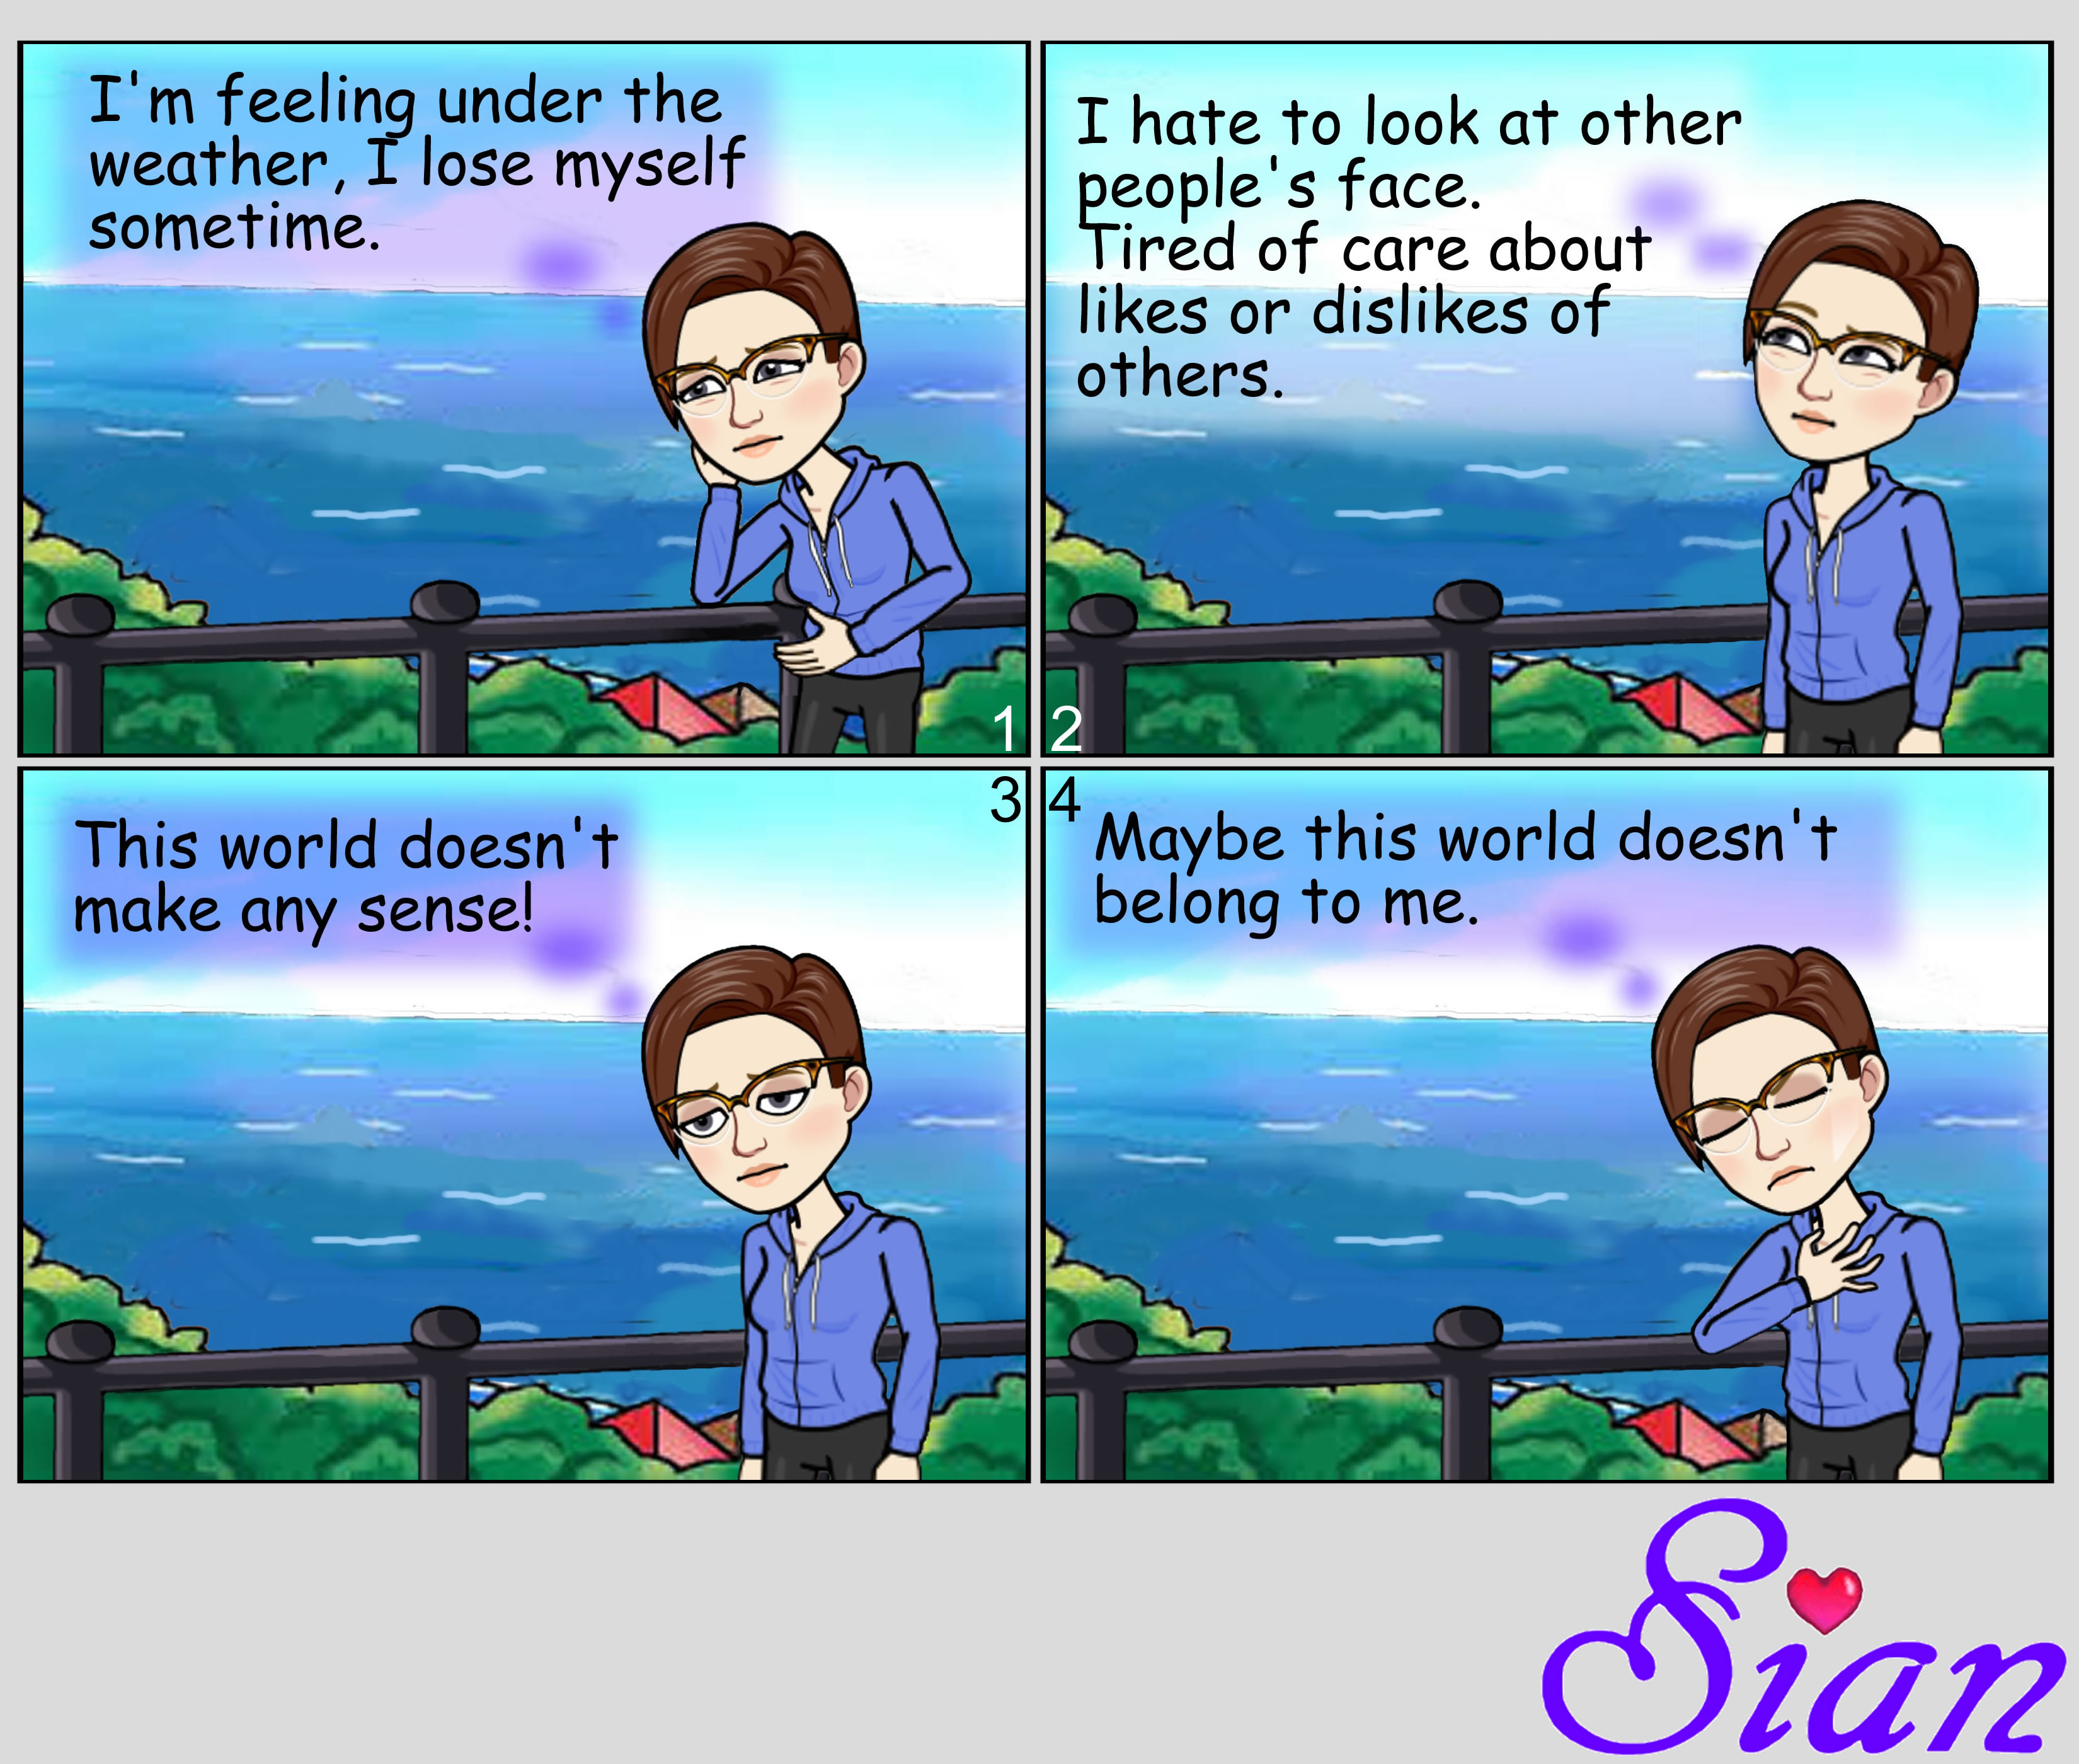 I'm feeling under the
weather, I lose myself
sometime.
1
I hate to look at other
people's face.
Tired of care about
likes or dislikes of
others.
2
This world doesn't
make any sense!
3
4
Maybe this world doesn't
belong to me.
Sian